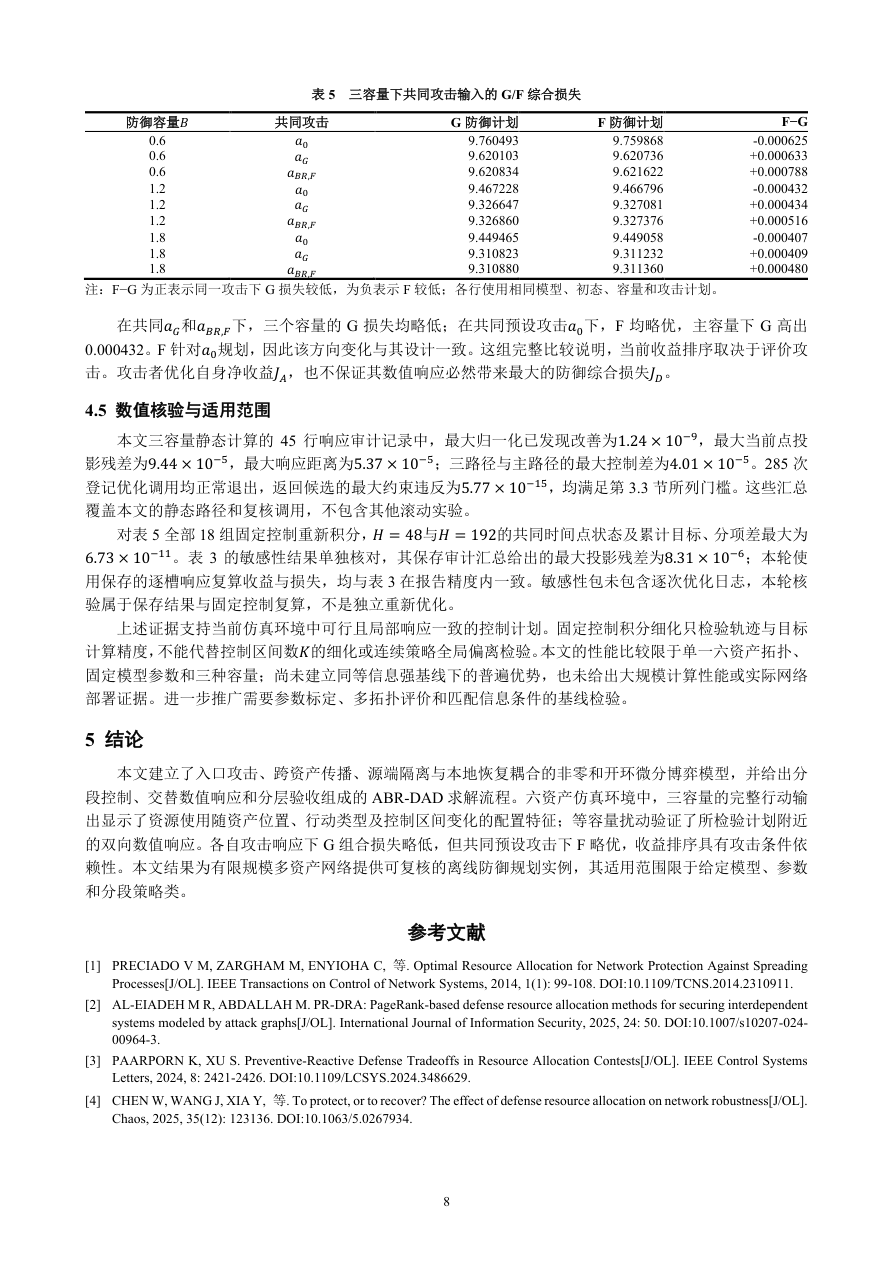 表 5 三容量下共同攻击输入的 G/F 综合损失
防御容量B 共同攻击 G 防御计划 F 防御计划 F−G
0.6 a₀ 9.760493 9.759868 -0.000625
0.6 a_G 9.620103 9.620736 +0.000633
0.6 a_{BR,F} 9.620834 9.621622 +0.000788
1.2 a₀ 9.467228 9.466796 -0.000432
1.2 a_G 9.326647 9.327081 +0.000434
1.2 a_{BR,F} 9.326860 9.327376 +0.000516
1.8 a₀ 9.449465 9.449058 -0.000407
1.8 a_G 9.310823 9.311232 +0.000409
1.8 a_{BR,F} 9.310880 9.311360 +0.000480
注：F−G 为正表示同一攻击下 G 损失较低，为负表示 F 较低；各行使用相同模型、初态、容量和攻击计划。
在共同a_G和a_{BR,F}下，三个容量的 G 损失均略低；在共同预设攻击a₀下，F 均略优，主容量下 G 高出
0.000432。F 针对a₀规划，因此该方向变化与其设计一致。这组完整比较说明，当前收益排序取决于评价攻
击。攻击者优化自身净收益J_A，也不保证其数值响应必然带来最大的防御综合损失J_D。
4.5 数值核验与适用范围
本文三容量静态计算的 45 行响应审计记录中，最大归一化已发现改善为1.24 × 10⁻⁹，最大当前点投
影残差为9.44 × 10⁻⁵，最大响应距离为5.37 × 10⁻⁵；三路径与主路径的最大控制差为4.01 × 10⁻⁵。285 次
登记优化调用均正常退出，返回候选的最大约束违反为5.77 × 10⁻¹⁵，均满足第 3.3 节所列门槛。这些汇总
覆盖本文的静态路径和复核调用，不包含其他滚动实验。
对表 5 全部 18 组固定控制重新积分，H = 48与H = 192的共同时间点状态及累计目标、分项差最大为
6.73 × 10⁻¹¹。表 3 的敏感性结果单独核对，其保存审计汇总给出的最大投影残差为8.31 × 10⁻⁶；本轮使
用保存的逐槽响应复算收益与损失，均与表 3 在报告精度内一致。敏感性包未包含逐次优化日志，本轮核
验属于保存结果与固定控制复算，不是独立重新优化。
上述证据支持当前仿真环境中可行且局部响应一致的控制计划。固定控制积分细化只检验轨迹与目标
计算精度，不能代替控制区间数K的细化或连续策略全局偏离检验。本文的性能比较限于单一六资产拓扑、
固定模型参数和三种容量；尚未建立同等信息强基线下的普遍优势，也未给出大规模计算性能或实际网络
部署证据。进一步推广需要参数标定、多拓扑评价和匹配信息条件的基线检验。
5 结论
本文建立了入口攻击、跨资产传播、源端隔离与本地恢复耦合的非零和开环微分博弈模型，并给出分
段控制、交替数值响应和分层验收组成的 ABR-DAD 求解流程。六资产仿真环境中，三容量的完整行动输
出显示了资源使用随资产位置、行动类型及控制区间变化的配置特征；等容量扰动验证了所检验计划附近
的双向数值响应。各自攻击响应下 G 组合损失略低，但共同预设攻击下 F 略优，收益排序具有攻击条件依
赖性。本文结果为有限规模多资产网络提供可复核的离线防御规划实例，其适用范围限于给定模型、参数
和分段策略类。
参考文献
[1] PRECIADO V M, ZARGHAM M, ENYIOHA C, 等. Optimal Resource Allocation for Network Protection Against Spreading
Processes[J/OL]. IEEE Transactions on Control of Network Systems, 2014, 1(1): 99-108. DOI:10.1109/TCNS.2014.2310911.
[2] AL-EIADEH M R, ABDALLAH M. PR-DRA: PageRank-based defense resource allocation methods for securing interdependent
systems modeled by attack graphs[J/OL]. International Journal of Information Security, 2025, 24: 50. DOI:10.1007/s10207-024-
00964-3.
[3] PAARPORN K, XU S. Preventive-Reactive Defense Tradeoffs in Resource Allocation Contests[J/OL]. IEEE Control Systems
Letters, 2024, 8: 2421-2426. DOI:10.1109/LCSYS.2024.3486629.
[4] CHEN W, WANG J, XIA Y, 等. To protect, or to recover? The effect of defense resource allocation on network robustness[J/OL].
Chaos, 2025, 35(12): 123136. DOI:10.1063/5.0267934.
8